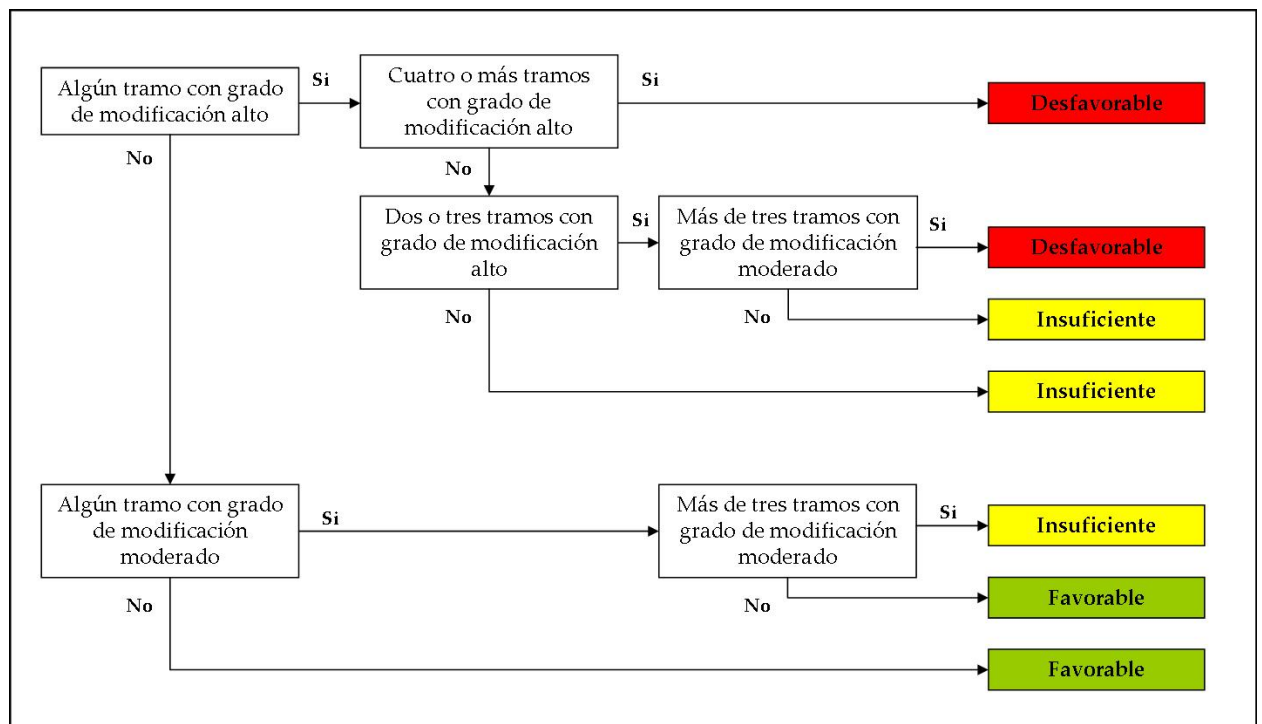 Algún tramo con grado
de modificación alto
Si
Cuatro o más tramos
con grado de
modificación alto
Si
Desfavorable
No
No
Dos o tres tramos con
grado de modificación
alto
Si
Más de tres tramos con
grado de modificación
moderado
Si
Desfavorable
No
No
Insuficiente
Insuficiente
Algún tramo con grado
de modificación
moderado
Si
Más de tres tramos con
grado de modificación
moderado
Si
Insuficiente
No
No
Favorable
Favorable